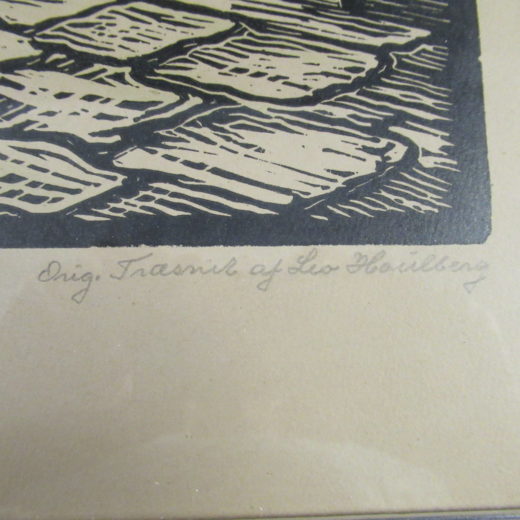 Orig. Træsnit af Leo Houlberg